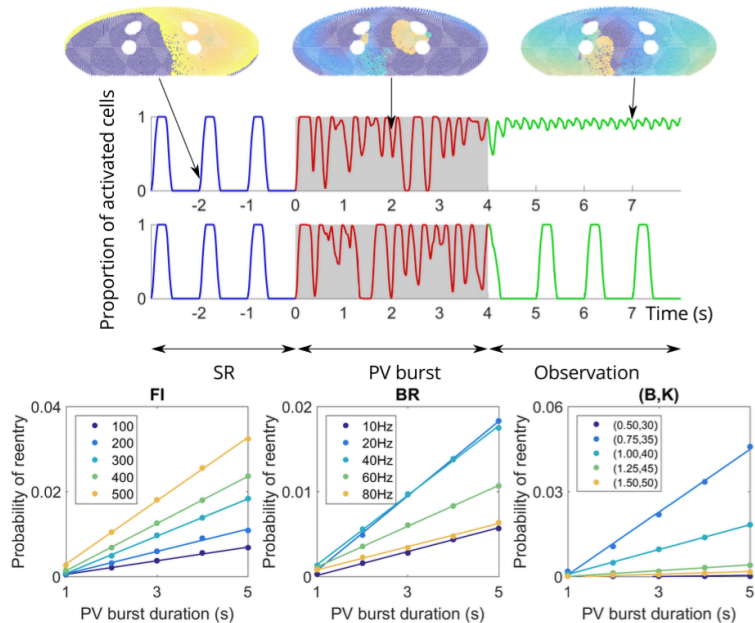 Proportion of activated cells
1
0
-2 -1 0 1 2 3 4 5 6 7
1
0
-2 -1 0 1 2 3 4 5 6 7 Time (s)
SR PV burst Observation
FI
Probability of reentry
0.04
0.02
0
100
200
300
400
500
1 3 5
PV burst duration (s)
BR
Probability of reentry
0.02
0.01
0
10Hz
20Hz
40Hz
60Hz
80Hz
1 3 5
PV burst duration (s)
(B,K)
Probability of reentry
0.06
0.03
0
(0.50,30)
(0.75,35)
(1.00,40)
(1.25,45)
(1.50,50)
1 3 5
PV burst duration (s)